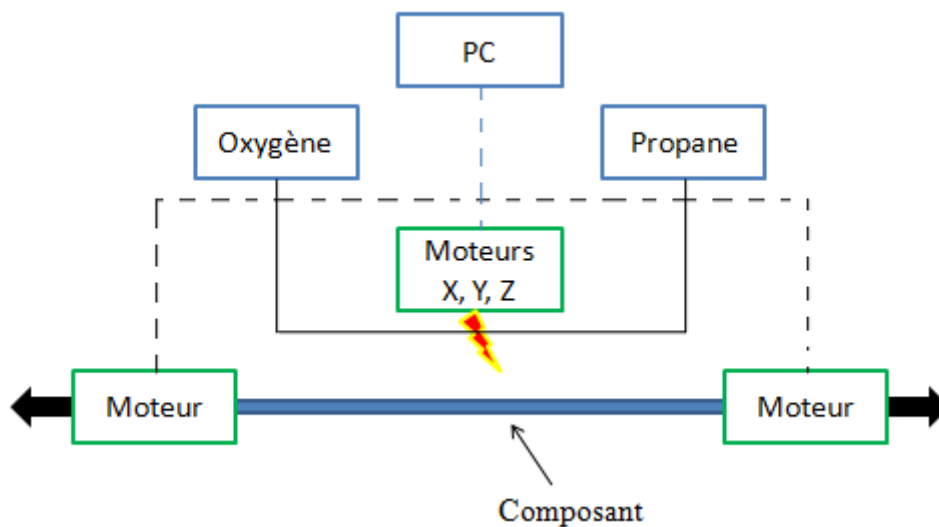 PC
Oxygène
Propane
Moteurs
X, Y, Z
Moteur
Moteur
Composant